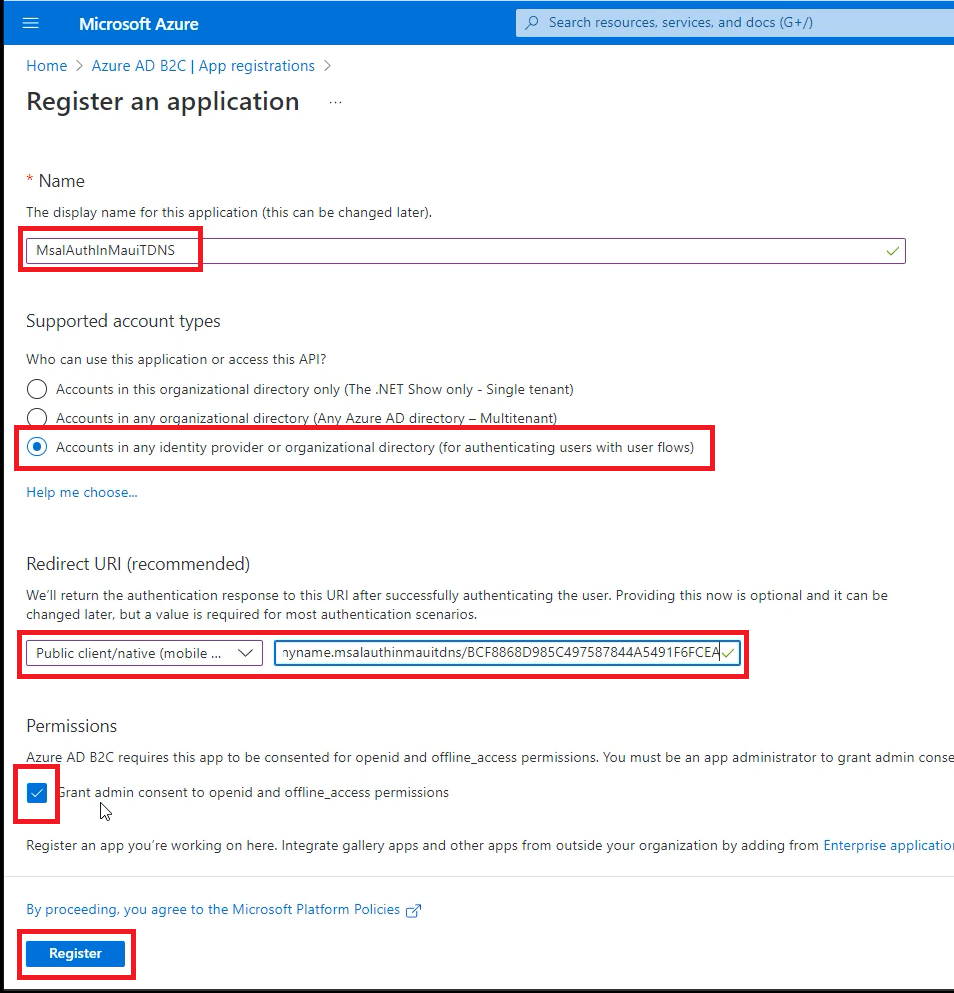 Microsoft Azure
Search resources, services, and docs (G+/)
Home > Azure AD B2C | App registrations >
Register an application ...
* Name
The display name for this application (this can be changed later).
MsalAuthInMauiTDNS
Supported account types
Who can use this application or access this API?
Accounts in this organizational directory only (The .NET Show only - Single tenant)
Accounts in any organizational directory (Any Azure AD directory – Multitenant)
Accounts in any identity provider or organizational directory (for authenticating users with user flows)
Help me choose...
Redirect URI (recommended)
We'll return the authentication response to this URI after successfully authenticating the user. Providing this now is optional and it can be
changed later, but a value is required for most authentication scenarios.
Public client/native (mobile ... nyname.msalauthinmauitdns/BCF8868D985C497587844A5491F6FCEA
Permissions
Azure AD B2C requires this app to be consented for openid and offline_access permissions. You must be an app administrator to grant admin conse
Grant admin consent to openid and offline_access permissions
Register an app you're working on here. Integrate gallery apps and other apps from outside your organization by adding from Enterprise applicatio
By proceeding, you agree to the Microsoft Platform Policies
Register